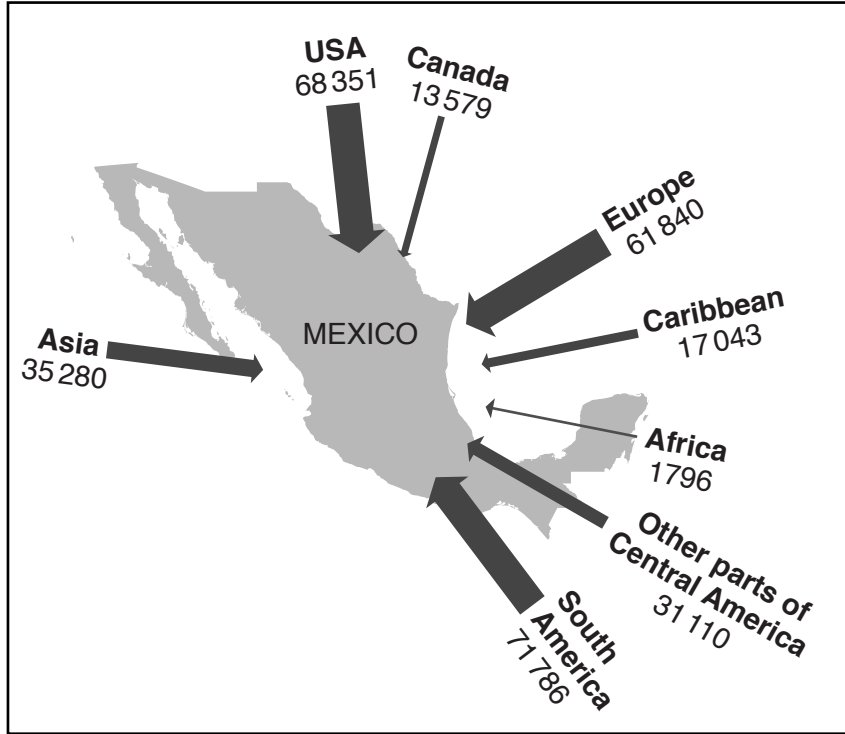 USA
68 351
Canada
13 579
Europe
61 840
Caribbean
17 043
MEXICO
Asia
35 280
Africa
1796
Other parts of
Central America
31 110
South
America
71 786